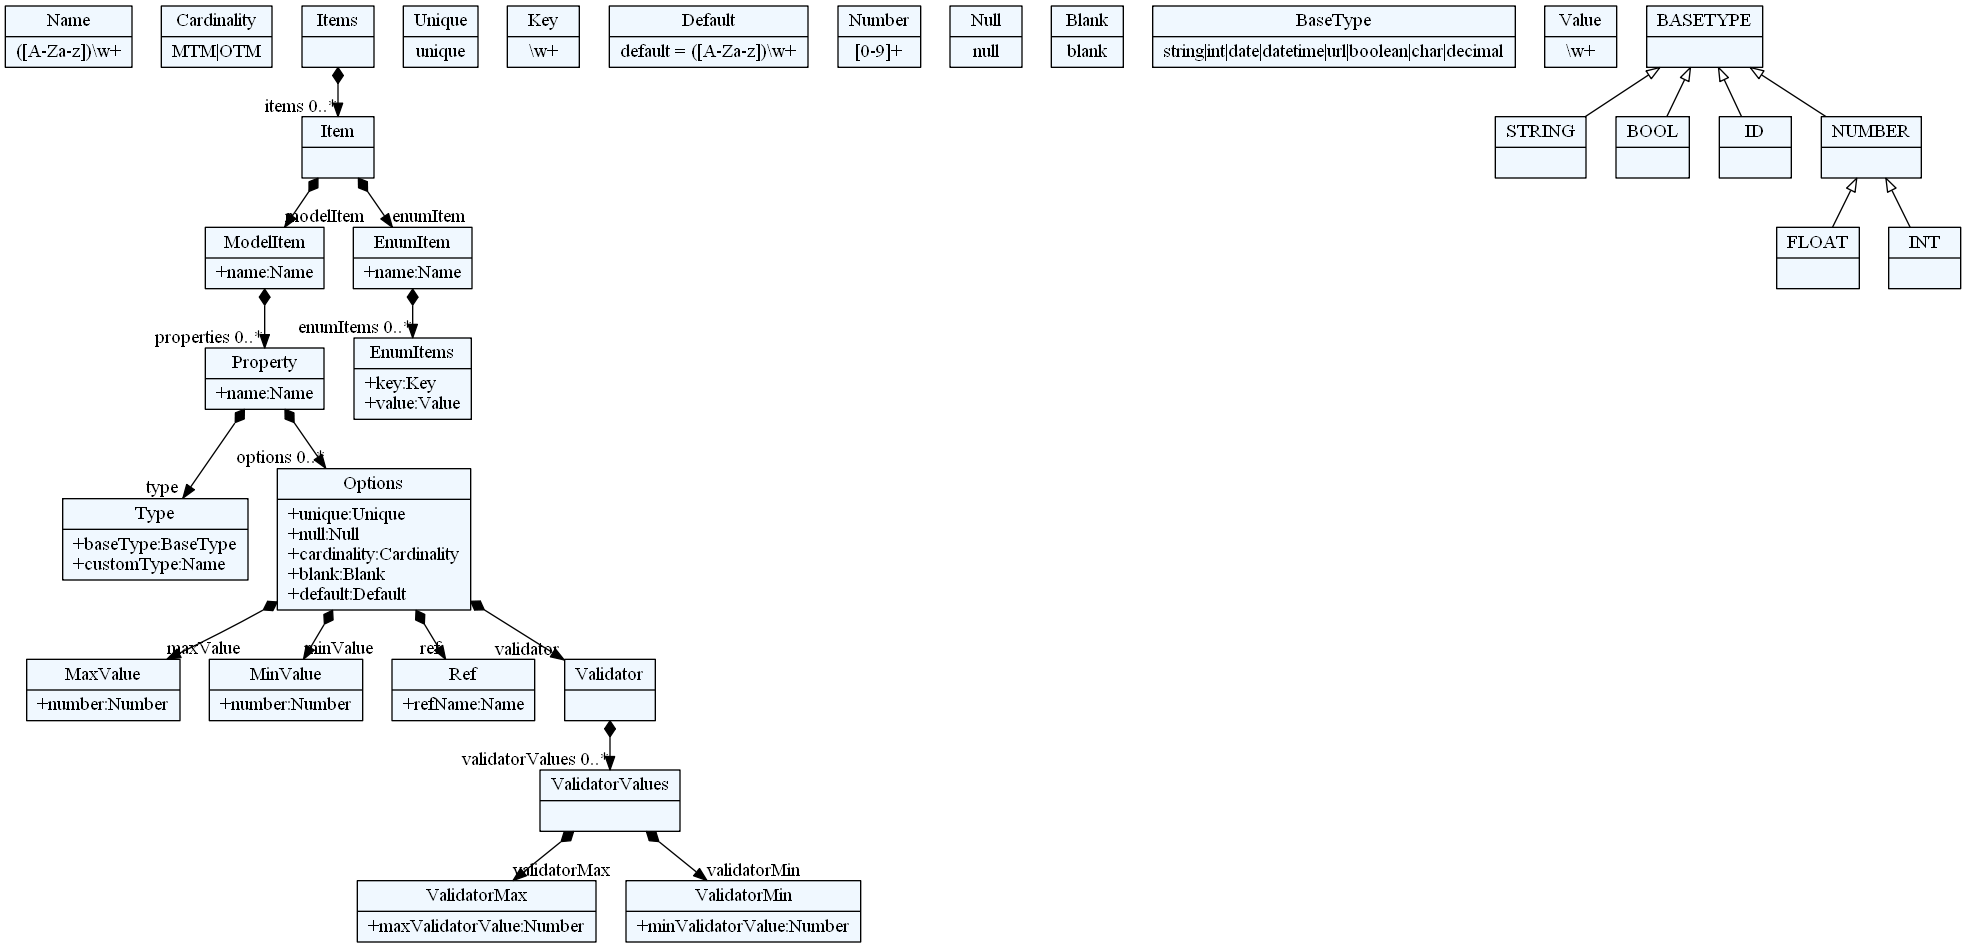 Name
([A-Za-z])\w+
Cardinality
MTM|OTM
Items
Unique
unique
Key
\w+
Default
default = ([A-Za-z])\w+
Number
[0-9]+
Null
null
Blank
blank
BaseType
string|int|date|datetime|url|boolean|char|decimal
Value
\w+
BASETYPE
items 0..*
Item
STRING
BOOL
ID
NUMBER
modelItem
enumItem
ModelItem
+name:Name
EnumItem
+name:Name
FLOAT
INT
properties 0..*
enumItems 0..*
Property
+name:Name
EnumItems
+key:Key
+value:Value
options 0..*
type
Type
+baseType:BaseType
+customType:Name
Options
+unique:Unique
+null:Null
+cardinality:Cardinality
+blank:Blank
+default:Default
maxValue
minValue
ref
validator
MaxValue
+number:Number
MinValue
+number:Number
Ref
+refName:Name
Validator
validatorValues 0..*
ValidatorValues
validatorMax
validatorMin
ValidatorMax
+maxValidatorValue:Number
ValidatorMin
+minValidatorValue:Number